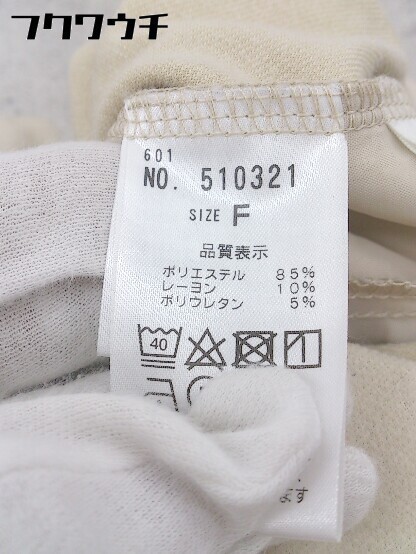 フクワウチ
601
NO. 510321
SIZE F
品質表示
ポリエステル 85%
レーヨン 10%
ポリウレタン 5%
40
ます